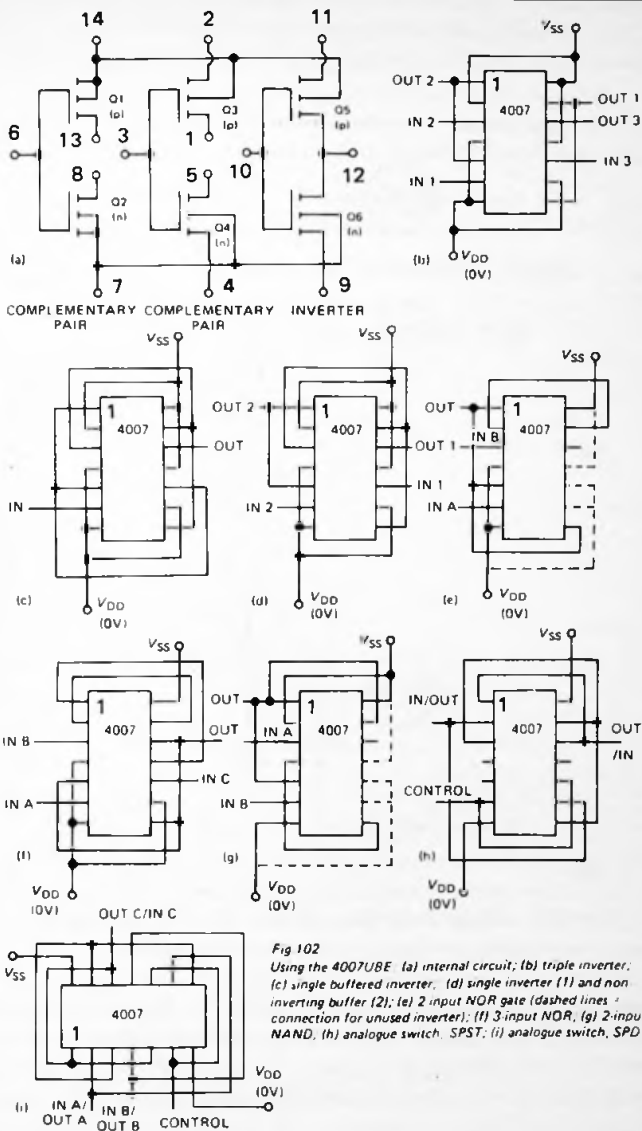 14 2 11
VSS
Q1 (p)
Q3 (p)
Q5 (p)
OUT 2 1 4007 OUT 1
OUT 3
6 13 3 1 10 12
IN 2
IN 3
IN 1
8 5
Q2 (n)
Q4 (n)
Q6 (n)
(a)
(b) VDD (0V)
7 4 9
COMPLEMENTARY PAIR
COMPLEMENTARY PAIR
INVERTER
VSS
1
4007
OUT
IN
(c)
VDD
(0V)
VSS
OUT 2
1
4007
OUT 1
IN 1
IN 2
(d)
VDD
(0V)
VSS
OUT
1
IN B
4007
IN A
(e)
VDD
(0V)
VSS
1
4007
IN B
OUT
IN C
IN A
(f)
VDD
(0V)
VSS
OUT
1
IN A
4007
IN B
(g)
VDD
(0V)
VSS
IN/OUT
1
4007
OUT
/IN
CONTROL
(h)
VDD
(0V)
OUT C/IN C
VSS
4007
1
VDD
(0V)
(i)
IN A/
OUT A
IN B/
OUT B
CONTROL
Fig 102
Using the 4007UBE (a) internal circuit; (b) triple inverter;
(c) single buffered inverter, (d) single inverter (1) and non
inverting buffer (2); (e) 2 input NOR gate (dashed lines =
connection for unused inverter); (f) 3-input NOR, (g) 2-inpu
NAND, (h) analogue switch, SPST; (i) analogue switch, SPD